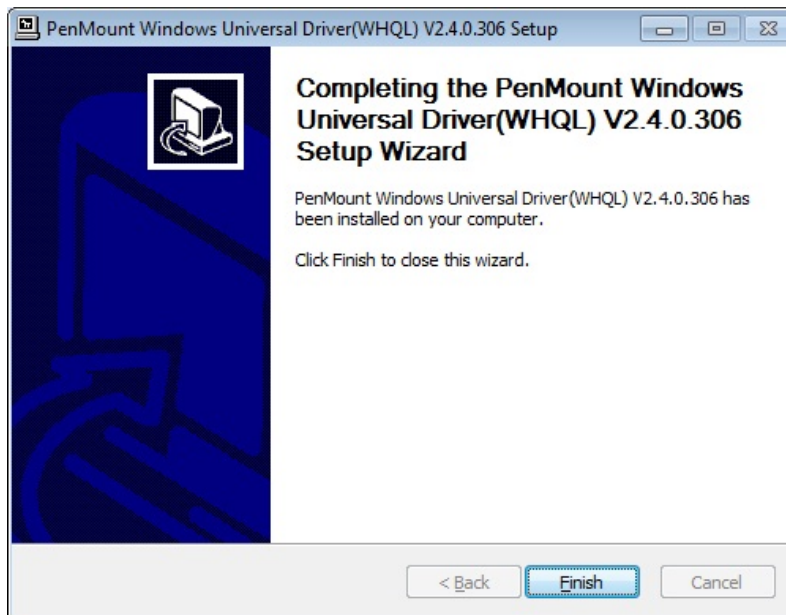 PenMount Windows Universal Driver(WHQL) V2.4.0.306 Setup
Completing the PenMount Windows
Universal Driver(WHQL) V2.4.0.306
Setup Wizard
PenMount Windows Universal Driver(WHQL) V2.4.0.306 has
been installed on your computer.
Click Finish to close this wizard.
< Back
Finish
Cancel